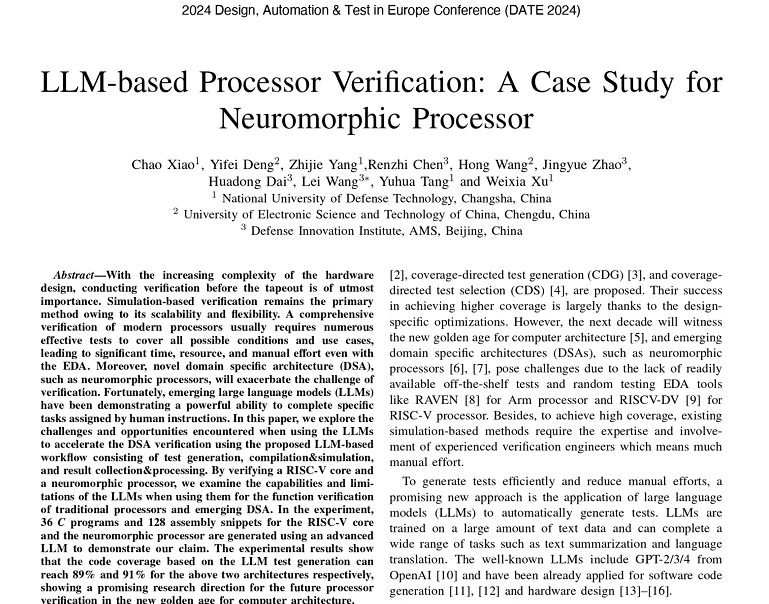 2024 Design, Automation & Test in Europe Conference (DATE 2024)
LLM-based Processor Verification: A Case Study for
Neuromorphic Processor
Chao Xiao1, Yifei Deng2, Zhijie Yang1,Renzhi Chen3, Hong Wang2, Jingyue Zhao3,
Huadong Dai3, Lei Wang3*, Yuhua Tang1 and Weixia Xu1
1 National University of Defense Technology, Changsha, China
2 University of Electronic Science and Technology of China, Chengdu, China
3 Defense Innovation Institute, AMS, Beijing, China
Abstract—With the increasing complexity of the hardware
design, conducting verification before the tapeout is of utmost
importance. Simulation-based verification remains the primary
method owing to its scalability and flexibility. A comprehensive
verification of modern processors usually requires numerous
effective tests to cover all possible conditions and use cases,
leading to significant time, resource, and manual effort even with
the EDA. Moreover, novel domain specific architecture (DSA),
such as neuromorphic processors, will exacerbate the challenge of
verification. Fortunately, emerging large language models (LLMs)
have been demonstrating a powerful ability to complete specific
tasks assigned by human instructions. In this paper, we explore the
challenges and opportunities encountered when using the LLMs
to accelerate the DSA verification using the proposed LLM-based
workflow consisting of test generation, compilation&simulation,
and result collection&processing. By verifying a RISC-V core and
a neuromorphic processor, we examine the capabilities and limi-
tations of the LLMs when using them for the function verification
of traditional processors and emerging DSA. In the experiment,
36 C programs and 128 assembly snippets for the RISC-V core
and the neuromorphic processor are generated using an advanced
LLM to demonstrate our claim. The experimental results show
that the code coverage based on the LLM test generation can
reach 89% and 91% for the above two architectures respectively,
showing a promising research direction for the future processor
verification in the new golden age for computer architecture.
[2], coverage-directed test generation (CDG) [3], and coverage-
directed test selection (CDS) [4], are proposed. Their success
in achieving higher coverage is largely thanks to the design-
specific optimizations. However, the next decade will witness
the new golden age for computer architecture [5], and emerging
domain specific architectures (DSAs), such as neuromorphic
processors [6], [7], pose challenges due to the lack of readily
available off-the-shelf tests and random testing EDA tools
like RAVEN [8] for Arm processor and RISCV-DV [9] for
RISC-V processor. Besides, to achieve high coverage, existing
simulation-based methods require the expertise and involve-
ment of experienced verification engineers which means much
manual effort.
To generate tests efficiently and reduce manual efforts, a
promising new approach is the application of large language
models (LLMs) to automatically generate tests. LLMs are
trained on a large amount of text data and can complete a
wide range of tasks such as text summarization and language
translation. The well-known LLMs include GPT-2/3/4 from
OpenAI [10] and have been already applied for software code
generation [11], [12] and hardware design [13]–[16].